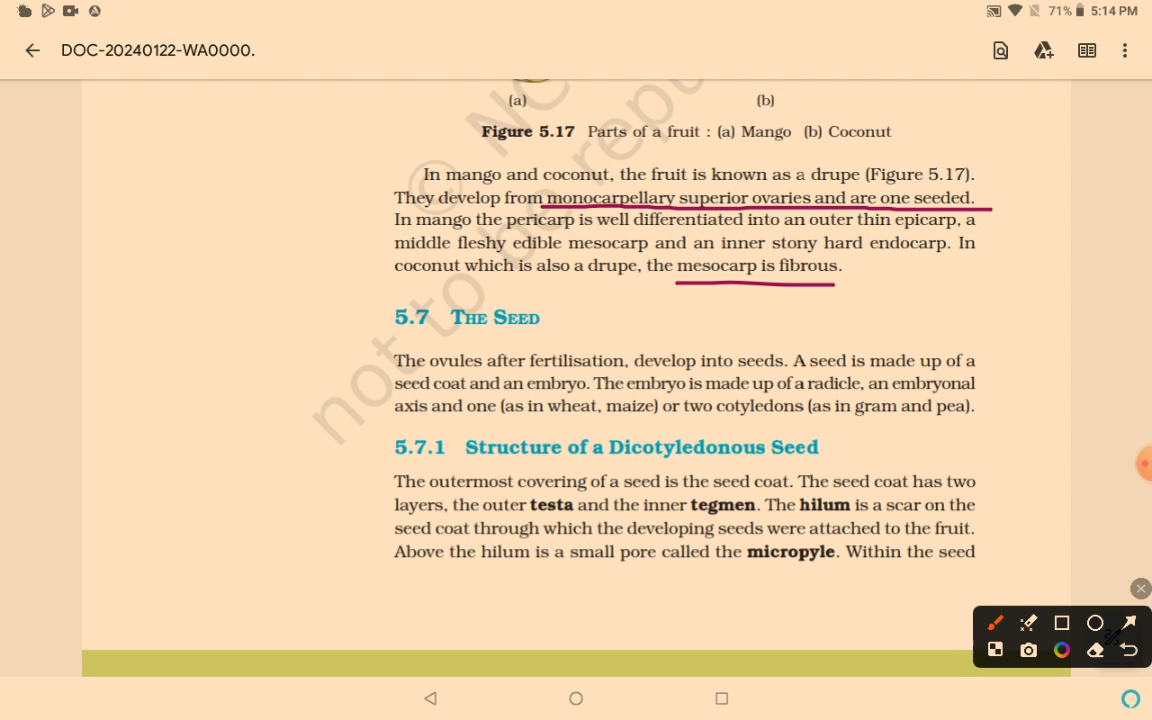 71% 5:14 PM
DOC-20240122-WA0000.
(a) (b)
Figure 5.17 Parts of a fruit : (a) Mango (b) Coconut
In mango and coconut, the fruit is known as a drupe (Figure 5.17).
They develop from monocarpellary superior ovaries and are one seeded.
In mango the pericarp is well differentiated into an outer thin epicarp, a
middle fleshy edible mesocarp and an inner stony hard endocarp. In
coconut which is also a drupe, the mesocarp is fibrous.
5.7 THE SEED
The ovules after fertilisation, develop into seeds. A seed is made up of a
seed coat and an embryo. The embryo is made up of a radicle, an embryonal
axis and one (as in wheat, maize) or two cotyledons (as in gram and pea).
5.7.1 Structure of a Dicotyledonous Seed
The outermost covering of a seed is the seed coat. The seed coat has two
layers, the outer testa and the inner tegmen. The hilum is a scar on the
seed coat through which the developing seeds were attached to the fruit.
Above the hilum is a small pore called the micropyle. Within the seed
© NC
not to be repu